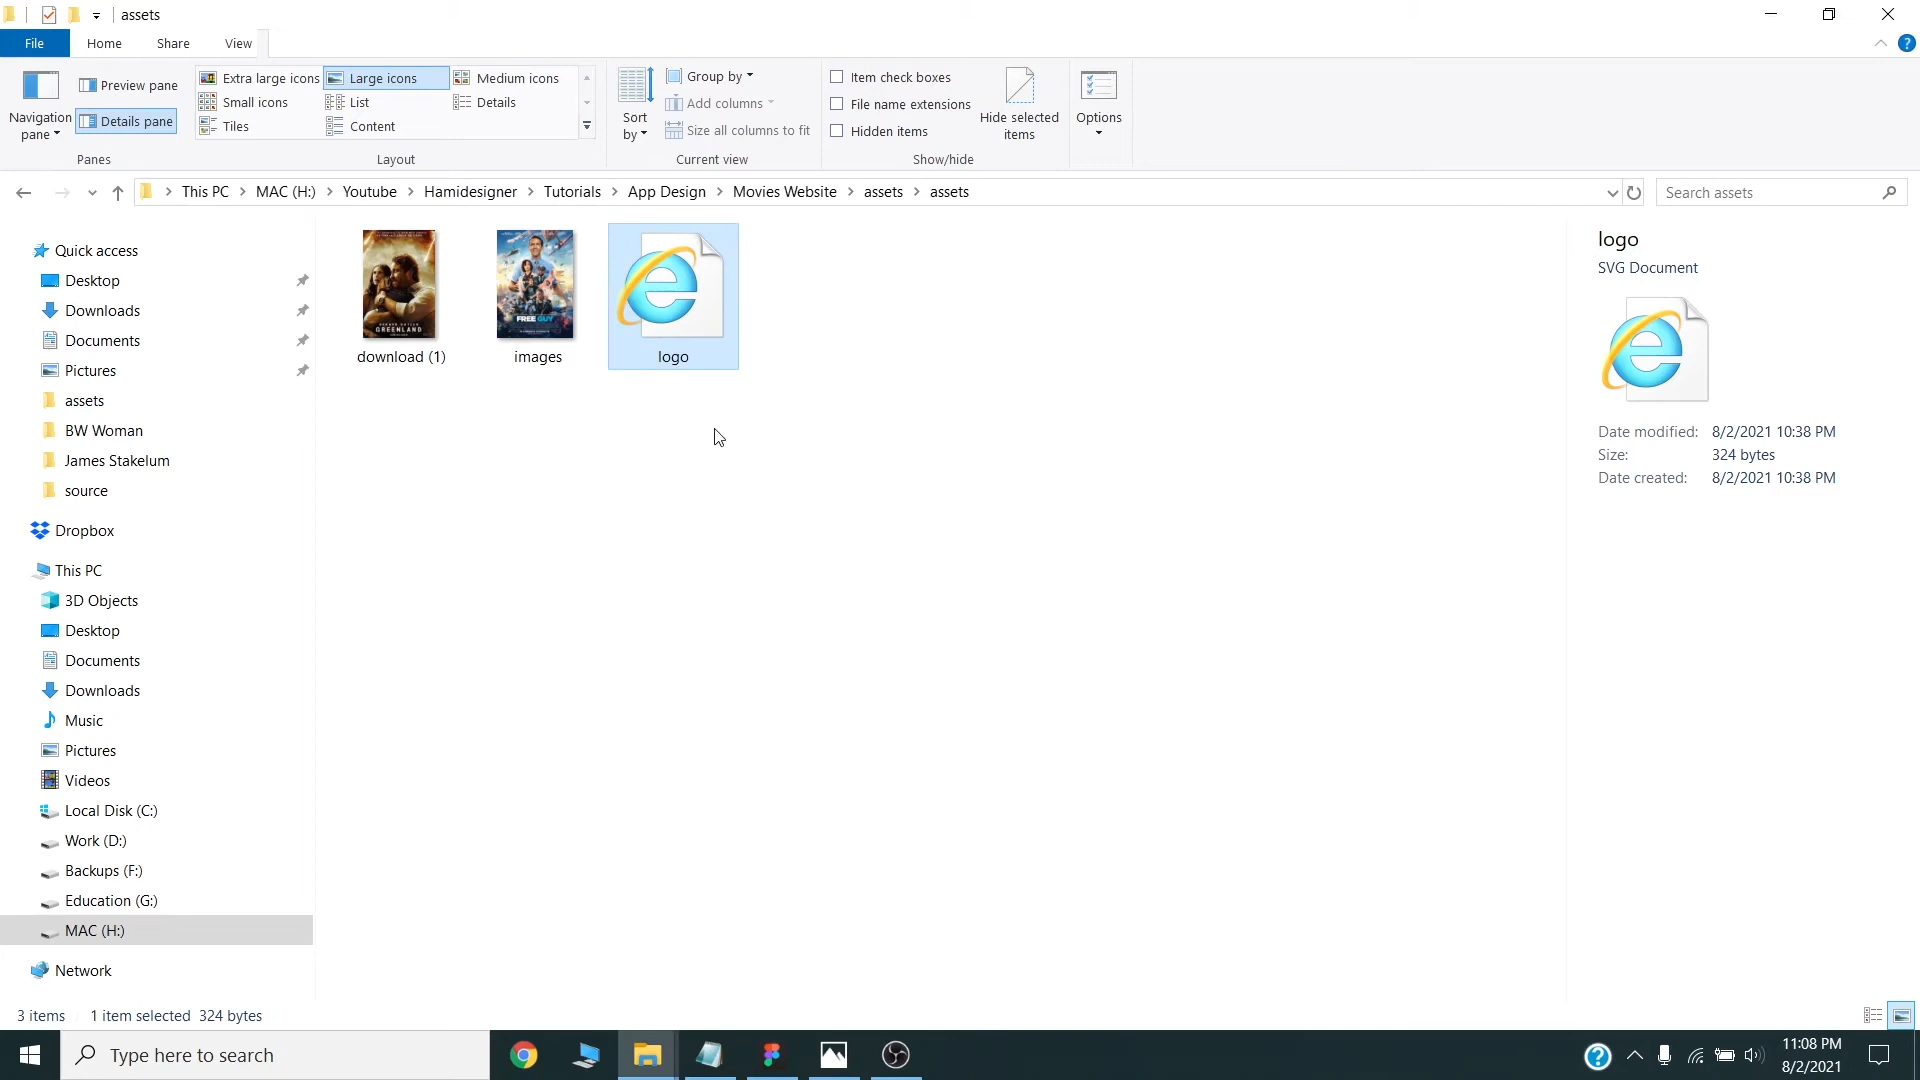 assets
File Home Share View
Navigation pane
Preview pane
Details pane
Panes
Extra large icons Large icons Medium icons
Small icons List Details
Tiles Content
Layout
Sort by
Group by
Add columns
Size all columns to fit
Current view
Item check boxes
File name extensions
Hidden items
Hide selected items
Show/hide
Options
This PC MAC (H:) Youtube Hamidesigner Tutorials App Design Movies Website assets assets
Search assets
Quick access
Desktop
Downloads
Documents
Pictures
assets
BW Woman
James Stakelum
source
Dropbox
This PC
3D Objects
Desktop
Documents
Downloads
Music
Pictures
Videos
Local Disk (C:)
Work (D:)
Backups (F:)
Education (G:)
MAC (H:)
Network
GREENLAND
FREE GUY
download (1) images logo
logo
SVG Document
Date modified: 8/2/2021 10:38 PM
Size: 324 bytes
Date created: 8/2/2021 10:38 PM
3 items 1 item selected 324 bytes
Type here to search
11:08 PM
8/2/2021